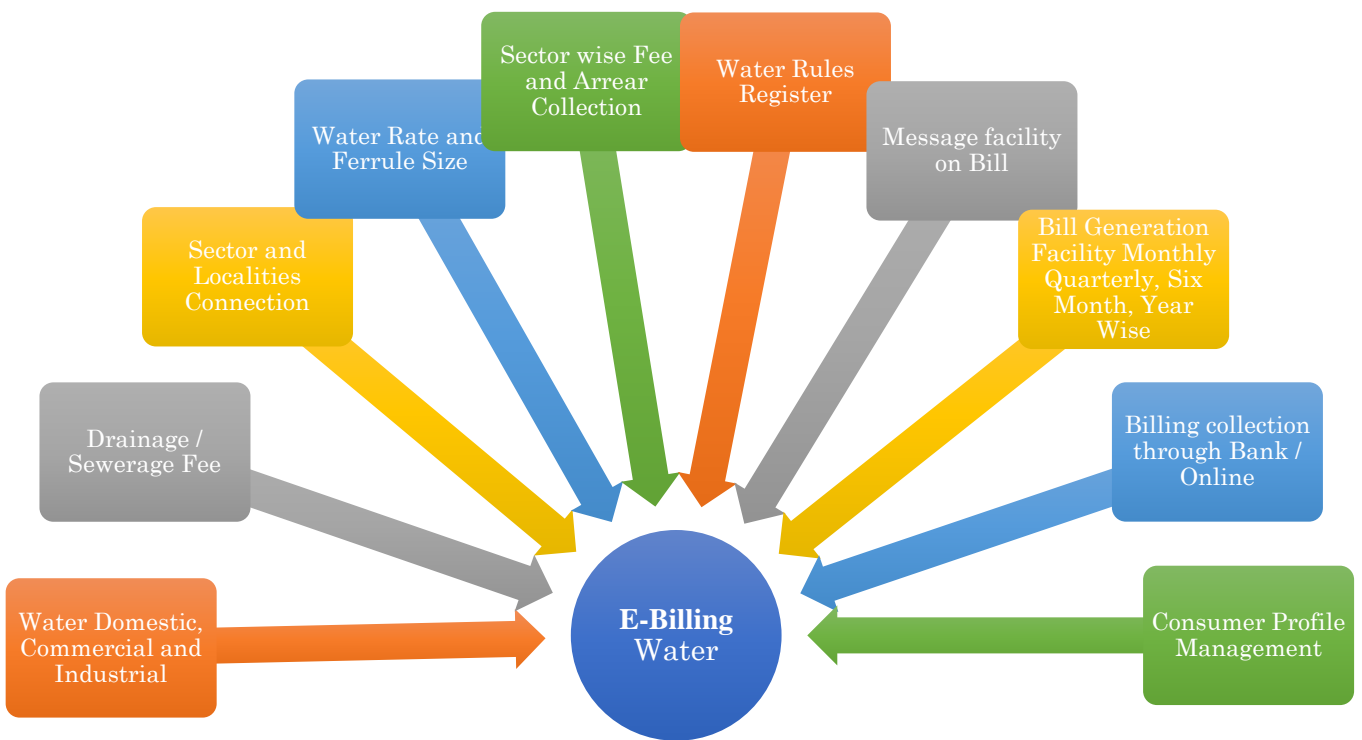 Sector wise Fee
and Arrear
Collection
Water Rules
Register
Water Rate and
Ferrule Size
Message facility
on Bill
Sector and
Localities
Connection
Bill Generation
Facility Monthly
Quarterly, Six
Month, Year
Wise
Drainage /
Sewerage Fee
Billing collection
through Bank /
Online
Water Domestic,
Commercial and
Industrial
E-Billing
Water
Consumer Profile
Management